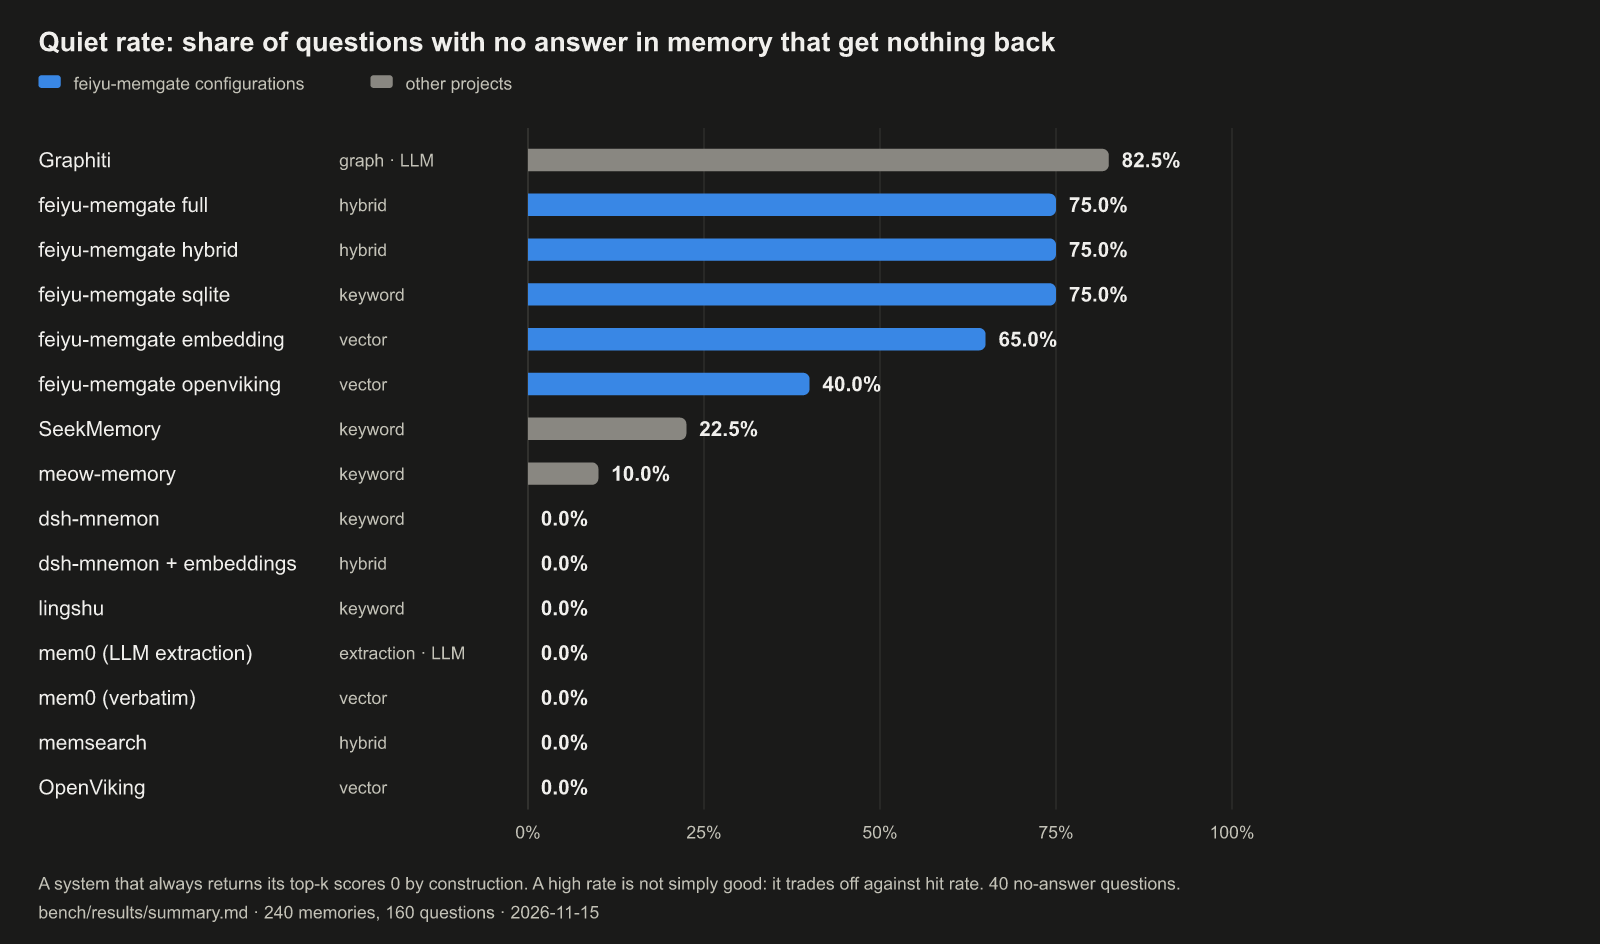 Quiet rate: share of questions with no answer in memory that get nothing back
feiyu-memgate configurations other projects
Graphiti graph · LLM 82.5%
feiyu-memgate full hybrid 75.0%
feiyu-memgate hybrid hybrid 75.0%
feiyu-memgate sqlite keyword 75.0%
feiyu-memgate embedding vector 65.0%
feiyu-memgate openviking vector 40.0%
SeekMemory keyword 22.5%
meow-memory keyword 10.0%
dsh-mnemon keyword 0.0%
dsh-mnemon + embeddings hybrid 0.0%
lingshu keyword 0.0%
mem0 (LLM extraction) extraction · LLM 0.0%
mem0 (verbatim) vector 0.0%
memsearch hybrid 0.0%
OpenViking vector 0.0%
0% 25% 50% 75% 100%
A system that always returns its top-k scores 0 by construction. A high rate is not simply good: it trades off against hit rate. 40 no-answer questions.
bench/results/summary.md · 240 memories, 160 questions · 2026-11-15